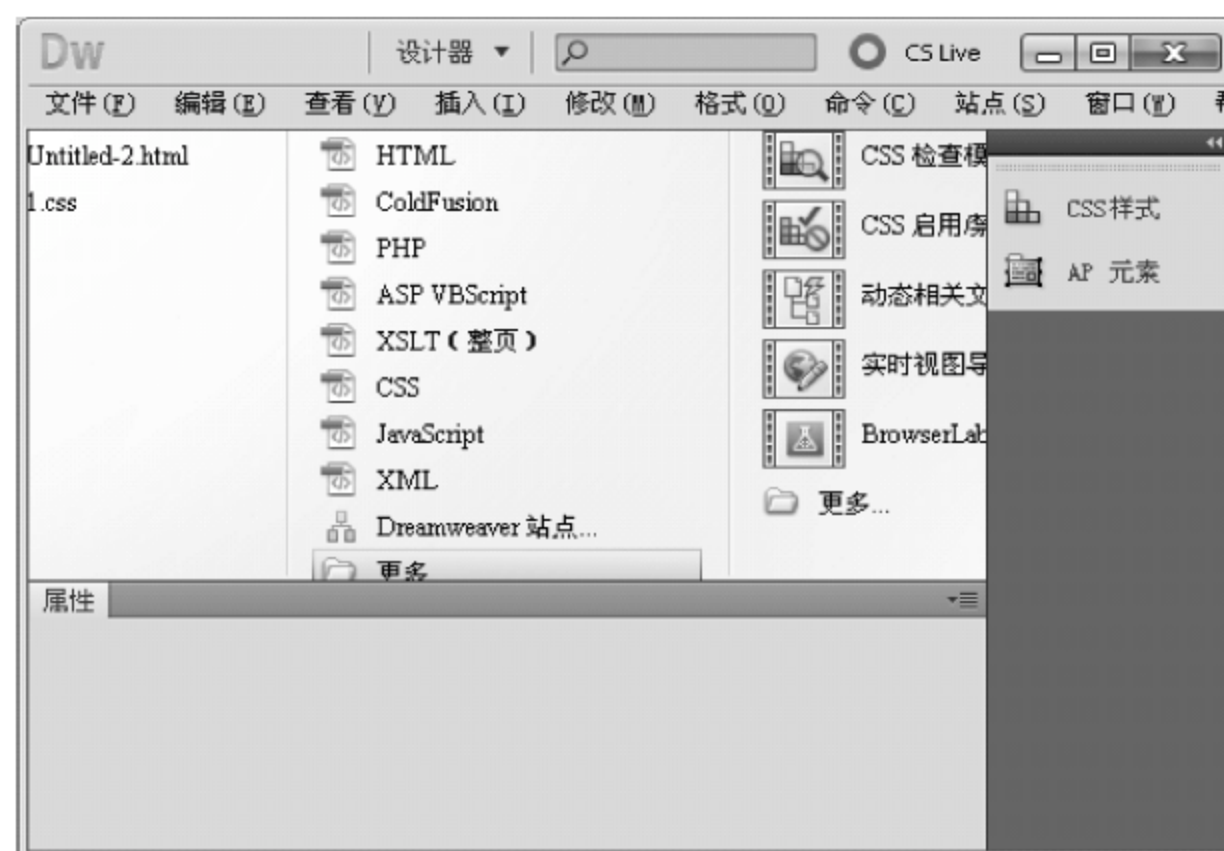 Dw 设计器 CS Live
文件(F) 编辑(E) 查看(V) 插入(I) 修改(M) 格式(O) 命令(C) 站点(S) 窗口(W)
Untitled-2.html
1.css
HTML
ColdFusion
PHP
ASP VBScript
XSLT(整页)
CSS
JavaScript
XML
Dreamweaver 站点...
更多
CSS 检查模
CSS 启用/禁
动态相关文
实时视图导
BrowserLab
更多...
CSS样式
AP 元素
属性